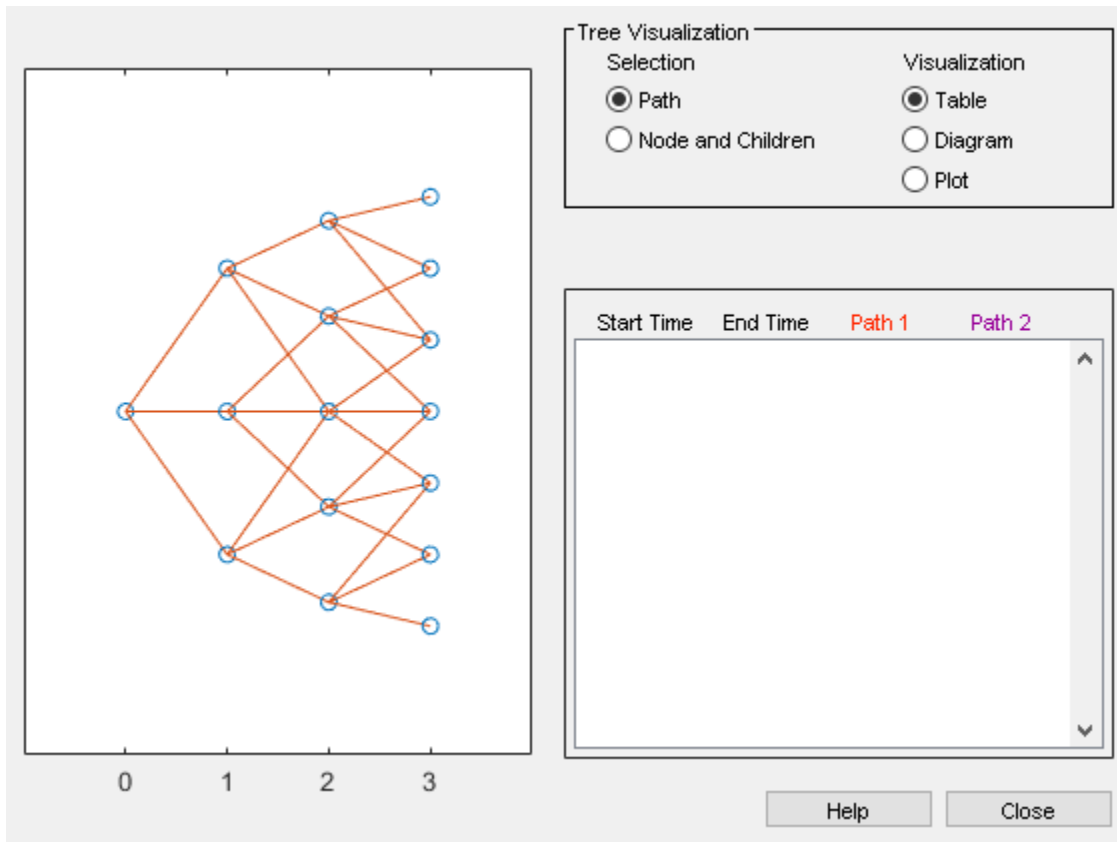 Tree Visualization
Selection
Visualization
Path
Table
Node and Children
Diagram
Plot
Start Time End Time Path 1 Path 2
0 1 2 3
Help Close